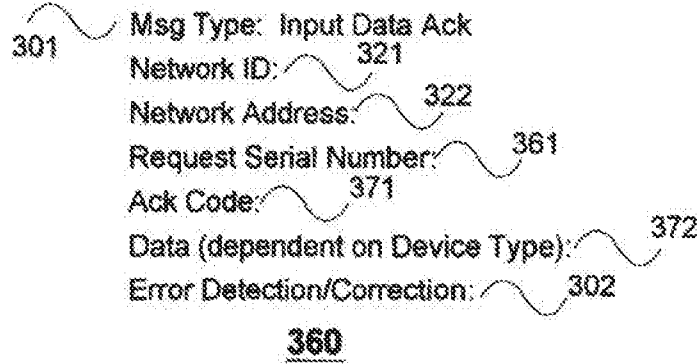 301 Msg Type: Input Data Ack
Network ID: 321
Network Address: 322
Request Serial Number: 361
Ack Code: 371
Data (dependent on Device Type): 372
Error Detection/Correction: 302
360